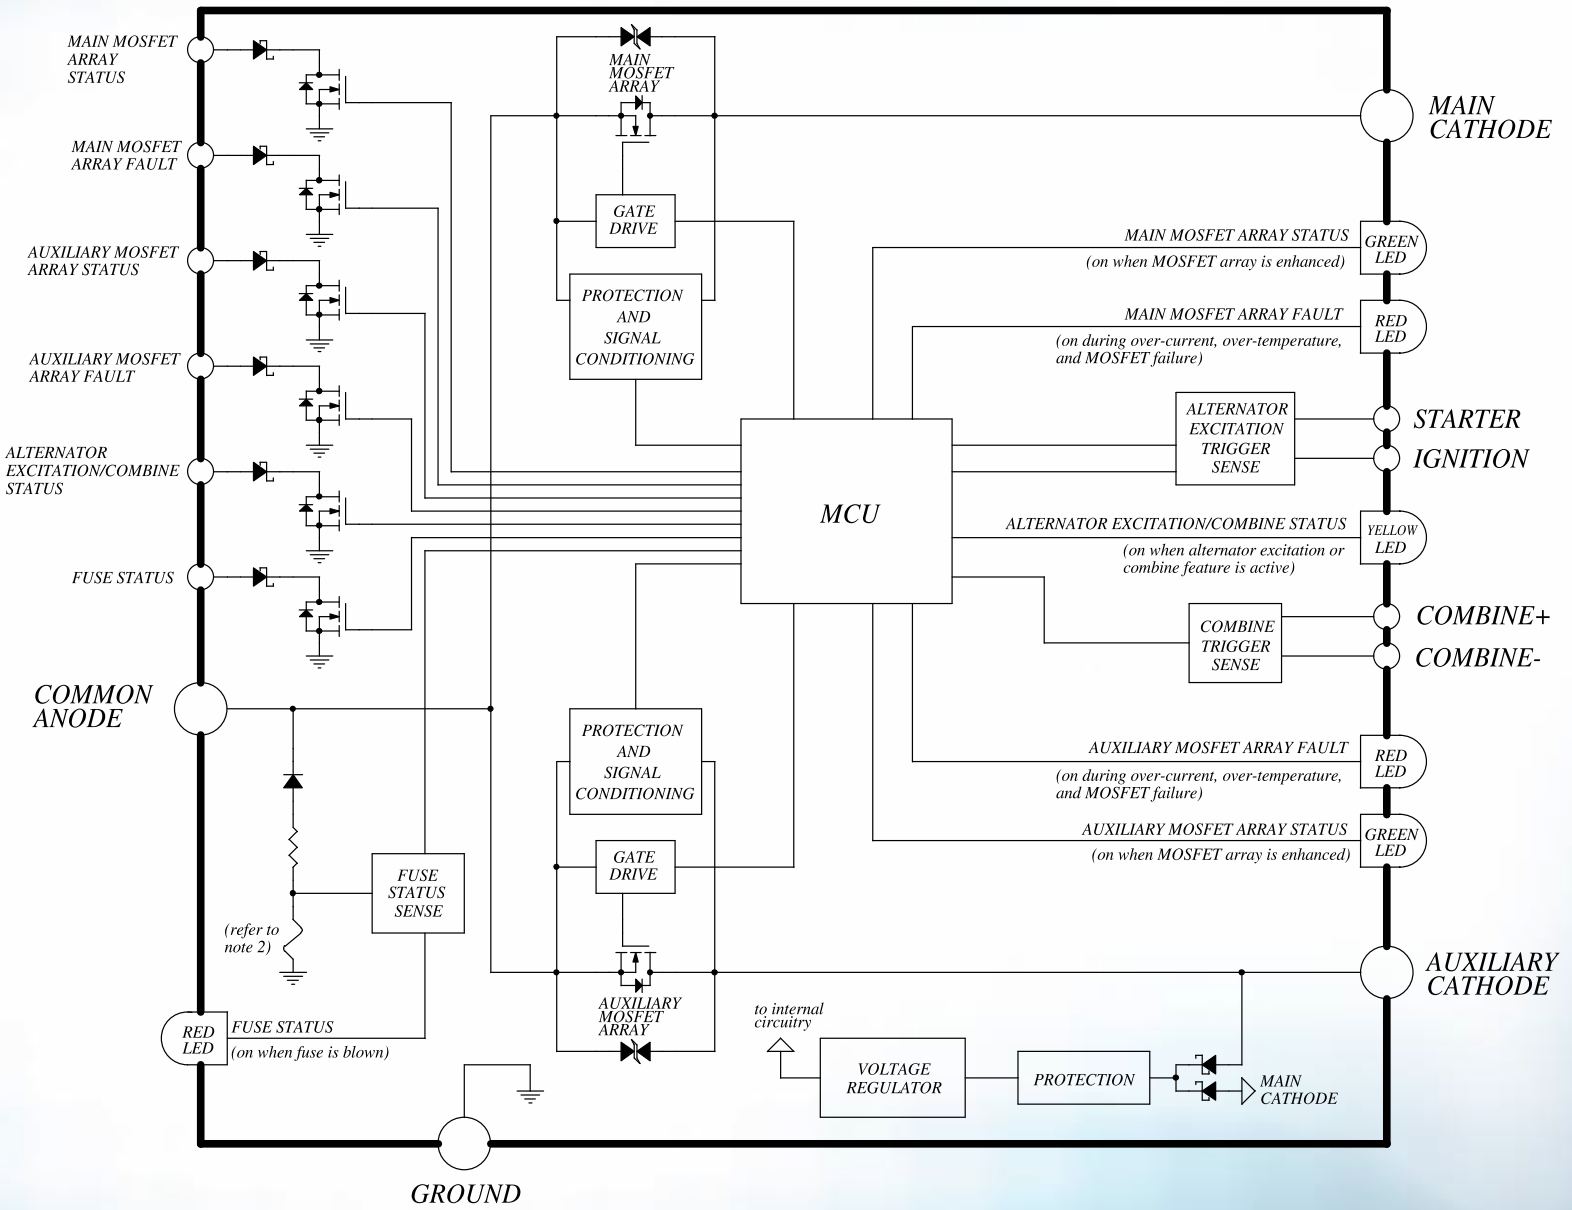 MAIN MOSFET
ARRAY
STATUS
MAIN MOSFET
ARRAY FAULT
AUXILIARY MOSFET
ARRAY STATUS
AUXILIARY MOSFET
ARRAY FAULT
ALTERNATOR
EXCITATION/COMBINE
STATUS
FUSE STATUS
COMMON
ANODE
(refer to
note 2)
FUSE
STATUS
SENSE
RED
LED
FUSE STATUS
(on when fuse is blown)
GROUND
MAIN
MOSFET
ARRAY
GATE
DRIVE
PROTECTION
AND
SIGNAL
CONDITIONING
MCU
PROTECTION
AND
SIGNAL
CONDITIONING
GATE
DRIVE
AUXILIARY
MOSFET
ARRAY
to internal
circuitry
VOLTAGE
REGULATOR
PROTECTION
MAIN
CATHODE
MAIN
CATHODE
MAIN MOSFET ARRAY STATUS
(on when MOSFET array is enhanced)
GREEN
LED
MAIN MOSFET ARRAY FAULT
(on during over-current, over-temperature,
and MOSFET failure)
RED
LED
ALTERNATOR
EXCITATION
TRIGGER
SENSE
STARTER
IGNITION
ALTERNATOR EXCITATION/COMBINE STATUS
(on when alternator excitation or
combine feature is active)
YELLOW
LED
COMBINE
TRIGGER
SENSE
COMBINE+
COMBINE-
AUXILIARY MOSFET ARRAY FAULT
(on during over-current, over-temperature,
and MOSFET failure)
RED
LED
AUXILIARY MOSFET ARRAY STATUS
(on when MOSFET array is enhanced)
GREEN
LED
AUXILIARY
CATHODE